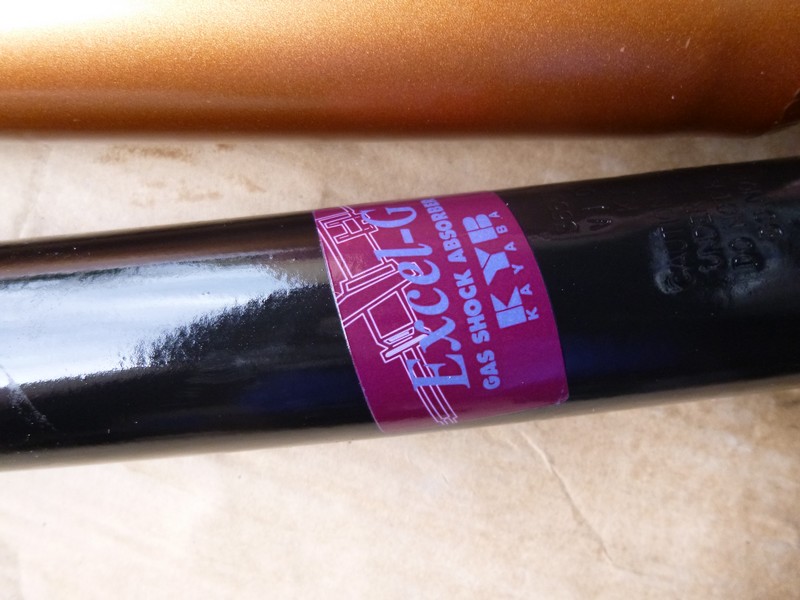 Excel-G
GAS SHOCK ABSORBER
KYB
KAYABA